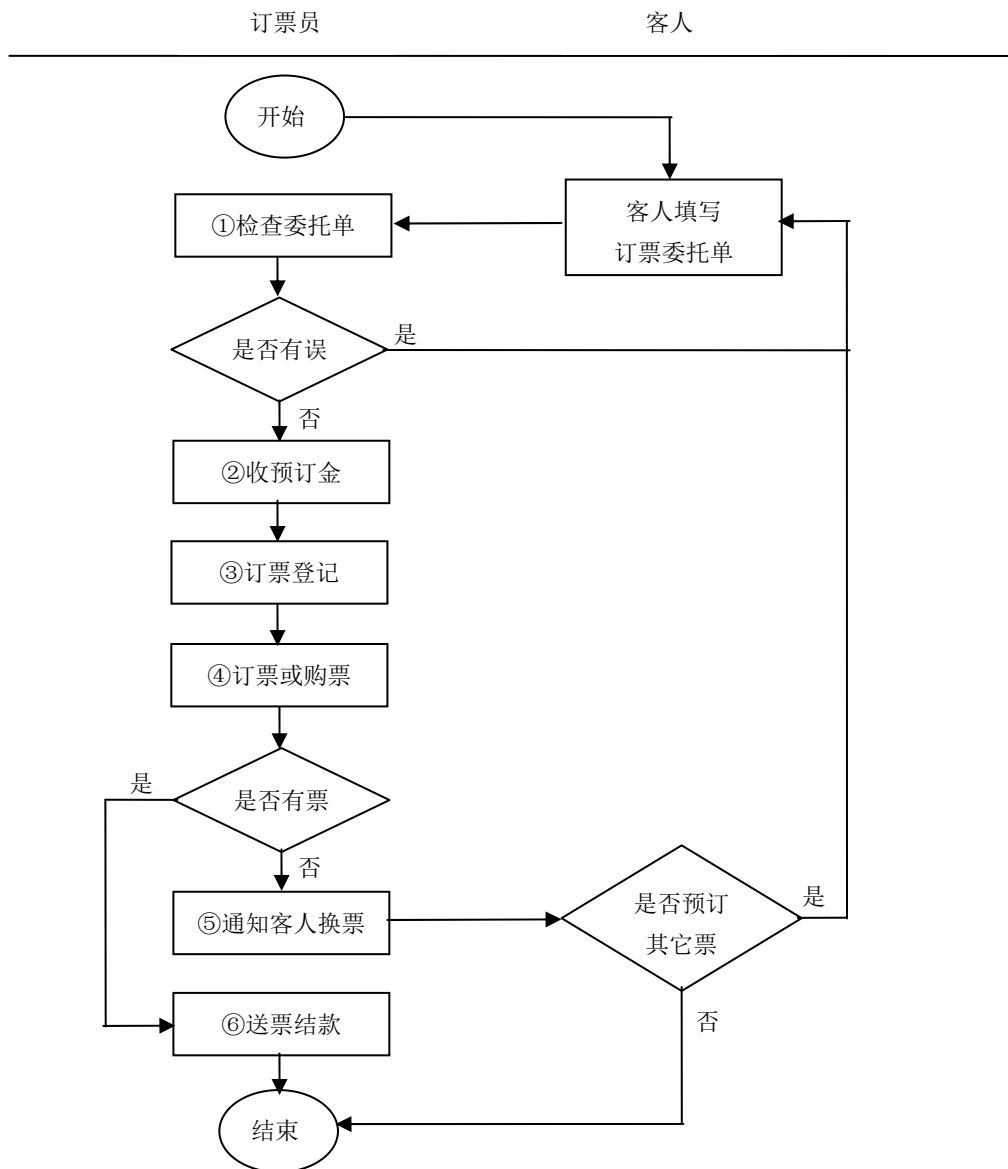 订票员
客人
开始
客人填写
订票委托单
①检查委托单
是否有误
是
否
②收预订金
③订票登记
④订票或购票
是
是否有票
否
⑤通知客人换票
是否预订
其它票
是
⑥送票结款
否
结束